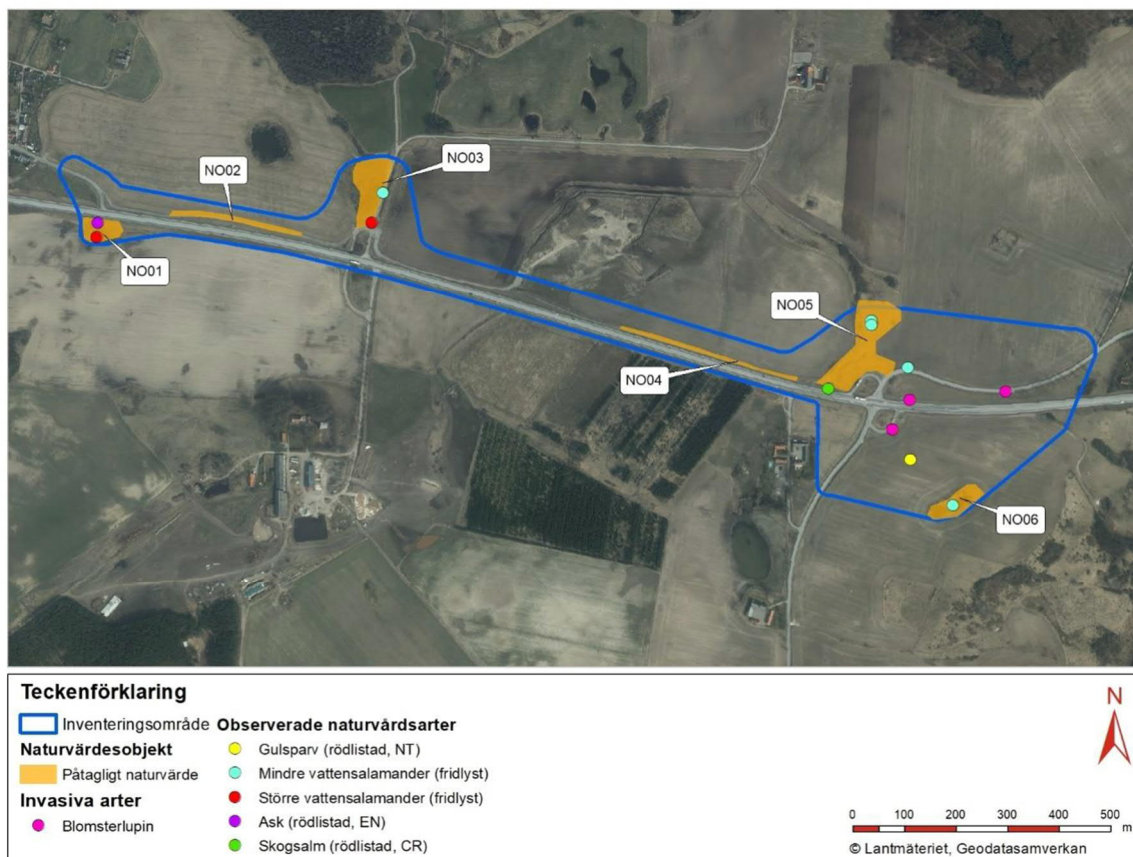 NO03
NO02
NO01
NO05
NO04
NO06
Teckenförklaring
Inventeringsområde
Naturvärdesobjekt
Påtagligt naturvärde
Invasiva arter
Blomsterlupin
Observerade naturvårdsarter
Gulsparv (rödlistad, NT)
Mindre vattensalamander (fridlyst)
Större vattensalamander (fridlyst)
Ask (rödlistad, EN)
Skogsalm (rödlistad, CR)
N
0 100 200 300 400 500
m
© Lantmäteriet, Geodatasamverkan